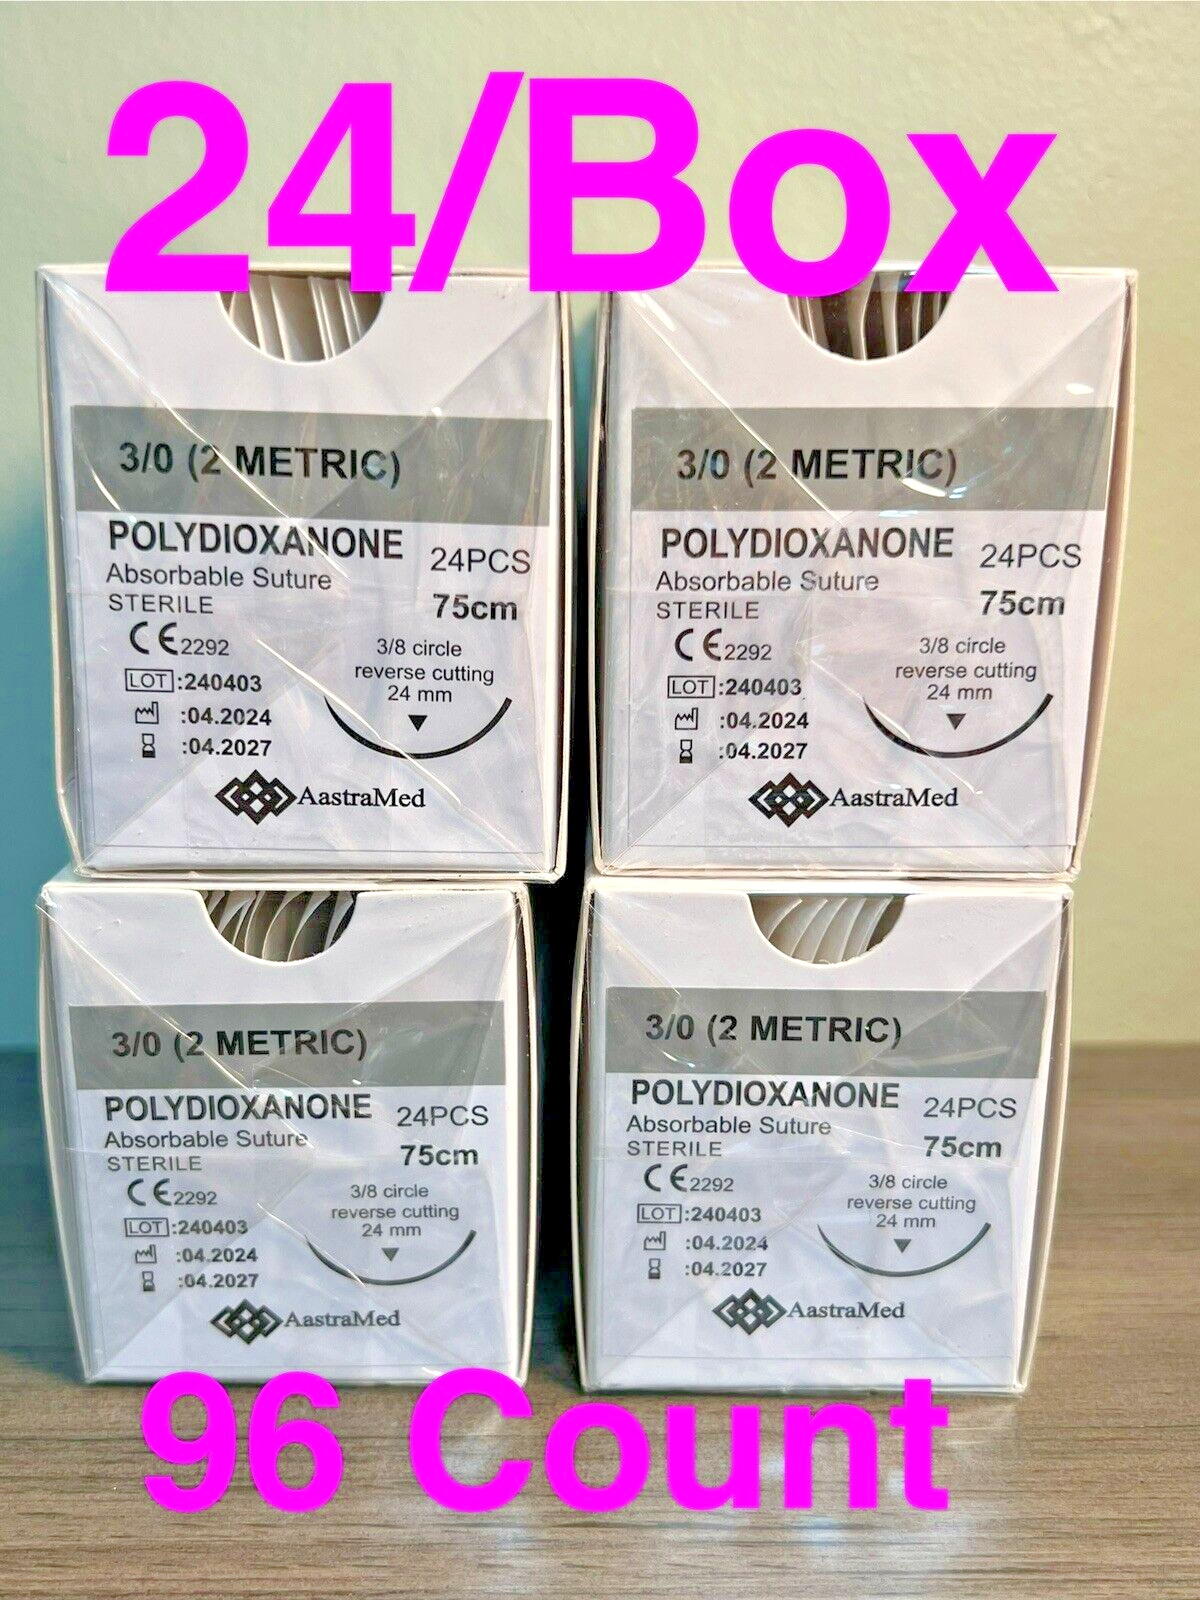 24/Box
3/0 (2 METRIC)
POLYDIOXANONE 24PCS
Absorbable Suture
STERILE 75cm
CE2292 3/8 circle
reverse cutting
LOT:240403 24 mm
:04.2024
:04.2027
AastraMed
3/0 (2 METRIC)
POLYDIOXANONE 24PCS
Absorbable Suture
STERILE 75cm
CE2292 3/8 circle
reverse cutting
LOT:240403 24 mm
:04.2024
:04.2027
AastraMed
3/0 (2 METRIC)
POLYDIOXANONE 24PCS
Absorbable Suture
STERILE 75cm
CE2292 3/8 circle
reverse cutting
LOT:240403 24 mm
:04.2024
:04.2027
AastraMed
3/0 (2 METRIC)
POLYDIOXANONE 24PCS
Absorbable Suture
STERILE 75cm
CE2292 3/8 circle
reverse cutting
LOT:240403 24 mm
:04.2024
:04.2027
AastraMed
96 Count